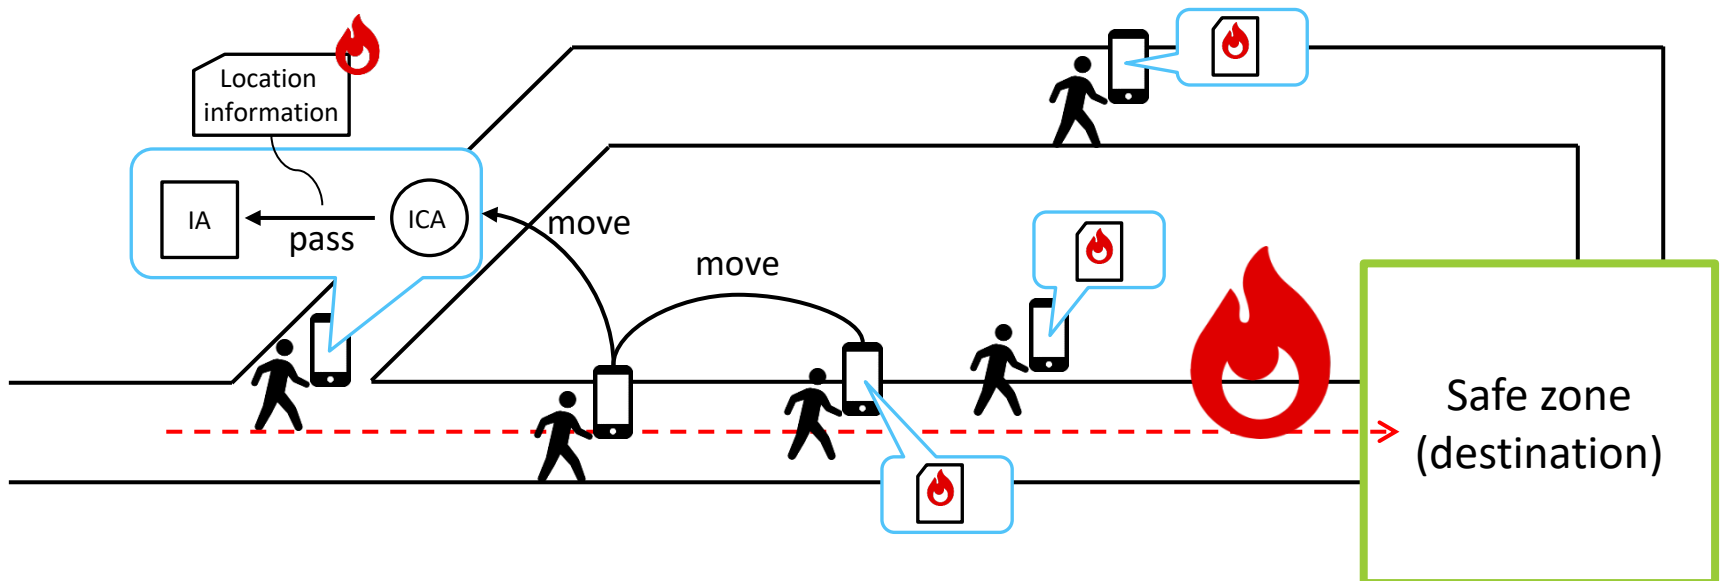 Location
information
IA
pass
ICA
move
move
Safe zone
(destination)